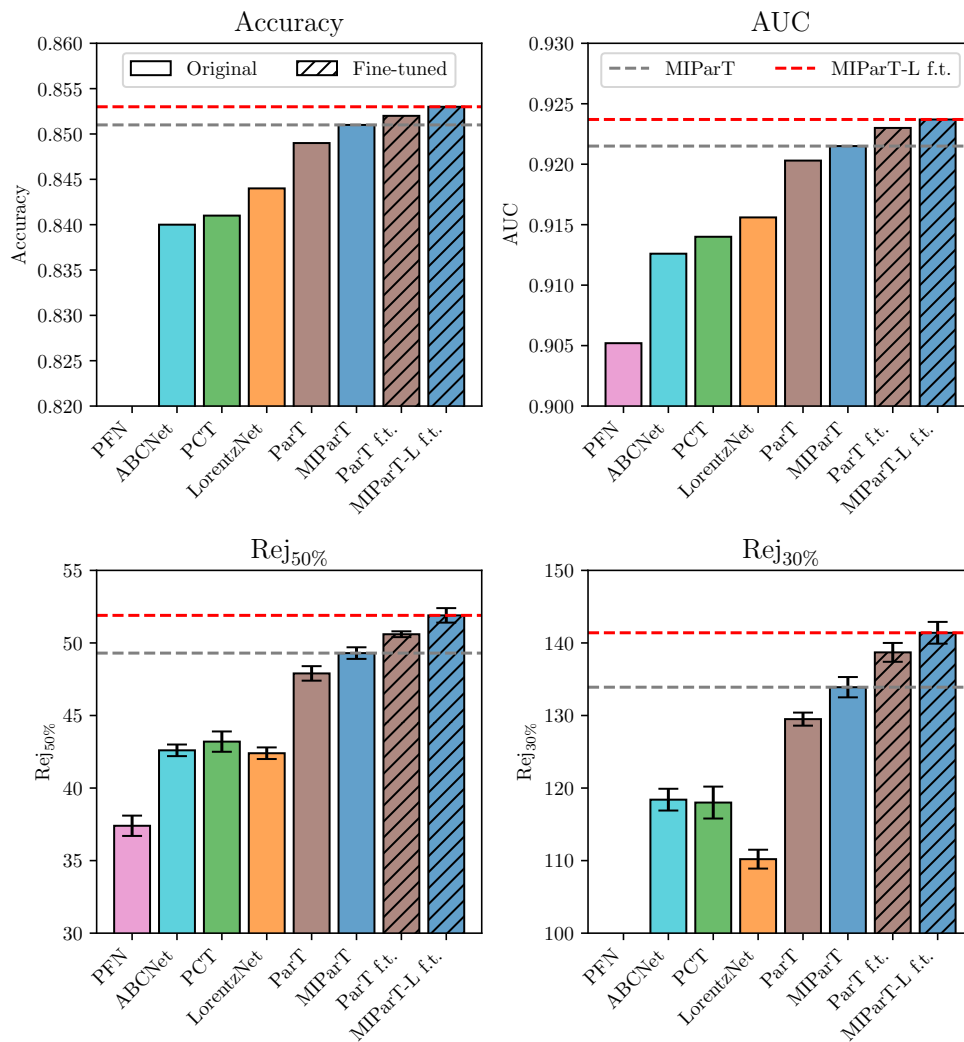 Accuracy
0.860
0.855
0.850
0.845
0.840
0.835
0.830
0.825
0.820
Accuracy
Original Fine-tuned
PFN
ABCNet
PCT
LorentzNet
ParT
MIParT
ParT f.t.
MIParT-L f.t.
AUC
0.930
0.925
0.920
0.915
0.910
0.905
0.900
AUC
MIParT MIParT-L f.t.
PFN
ABCNet
PCT
LorentzNet
ParT
MIParT
ParT f.t.
MIParT-L f.t.
Rej50%
55
50
45
40
35
30
Rej50%
PFN
ABCNet
PCT
LorentzNet
ParT
MIParT
ParT f.t.
MIParT-L f.t.
Rej30%
150
140
130
120
110
100
Rej30%
PFN
ABCNet
PCT
LorentzNet
ParT
MIParT
ParT f.t.
MIParT-L f.t.